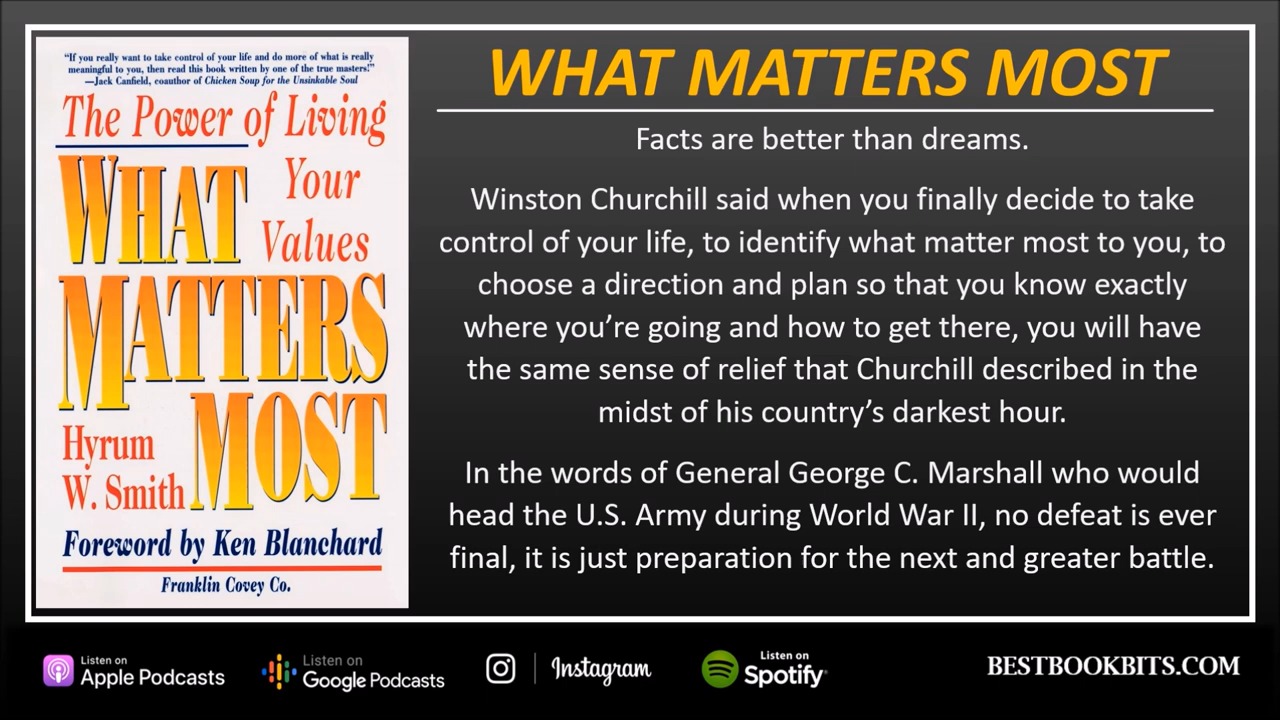 “If you really want to take control of your life and do more of what is really
meaningful to you, then read this book written by one of the true masters!”
—Jack Canfield, coauthor of Chicken Soup for the Unsinkable Soul
The Power of Living
Your
Values
WHAT
MATTERS
MOST
Hyrum
W. Smith
Foreword by Ken Blanchard
Franklin Covey Co.
WHAT MATTERS MOST
Facts are better than dreams.
Winston Churchill said when you finally decide to take
control of your life, to identify what matter most to you, to
choose a direction and plan so that you know exactly
where you’re going and how to get there, you will have
the same sense of relief that Churchill described in the
midst of his country’s darkest hour.
In the words of General George C. Marshall who would
head the U.S. Army during World War II, no defeat is ever
final, it is just preparation for the next and greater battle.
Listen on
Apple Podcasts
Listen on
Google Podcasts
Instagram
Listen on
Spotify
BESTBOOKBITS.COM